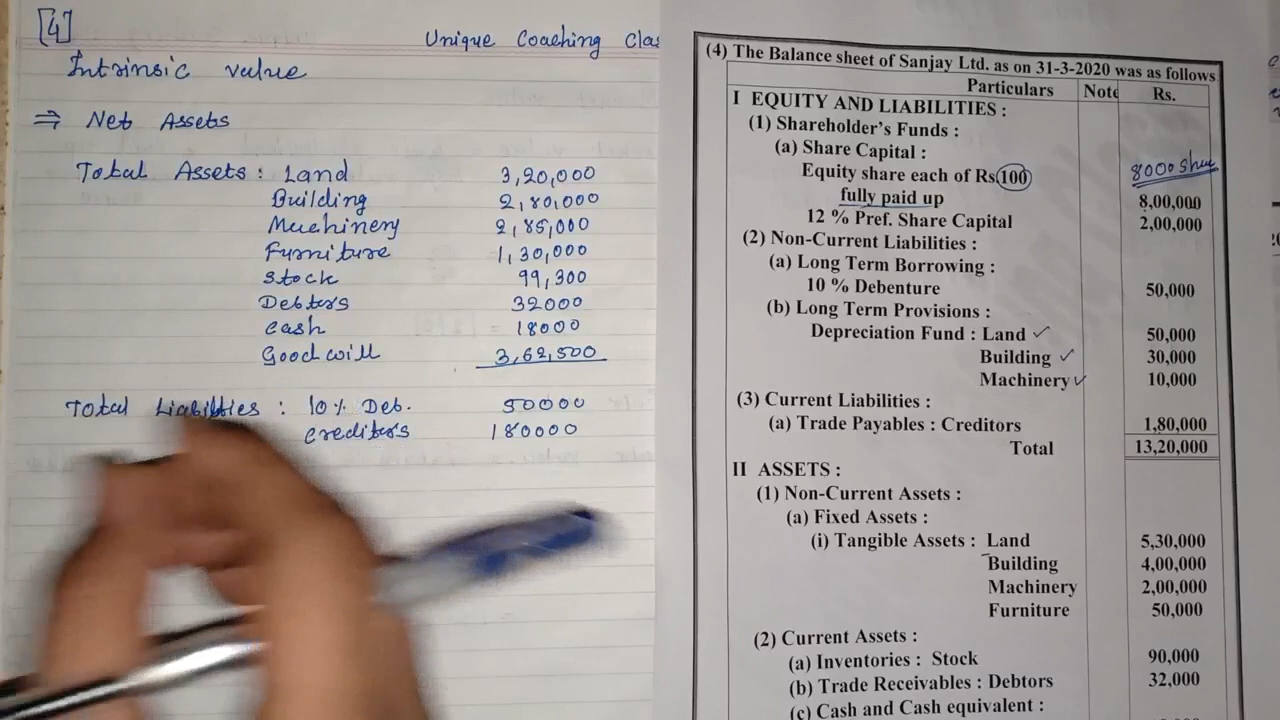 [4]
Unique Coaching Clas
Intrinsic value
⇒ Net Assets
Total Assets : Land 3,20,000
Building 2,80,000
Machinery 2,85,000
Furniture 1,30,000
Stock 99,300
Debtors 32000
Cash 18000
Goodwill 3,62,500
Total Liabilties : 10% Deb. 50000
Creditors 180000
(4) The Balance sheet of Sanjay Ltd. as on 31-3-2020 was as follows
Particulars Note Rs.
I EQUITY AND LIABILITIES :
(1) Shareholder's Funds :
(a) Share Capital : 8000 Share
Equity share each of Rs 100
fully paid up 8,00,000
12 % Pref. Share Capital 2,00,000
(2) Non-Current Liabilities :
(a) Long Term Borrowing :
10 % Debenture 50,000
(b) Long Term Provisions :
Depreciation Fund : Land ✓ 50,000
Building ✓ 30,000
Machinery ✓ 10,000
(3) Current Liabilities :
(a) Trade Payables : Creditors 1,80,000
Total 13,20,000
II ASSETS :
(1) Non-Current Assets :
(a) Fixed Assets :
(i) Tangible Assets : Land 5,30,000
Building 4,00,000
Machinery 2,00,000
Furniture 50,000
(2) Current Assets :
(a) Inventories : Stock 90,000
(b) Trade Receivables : Debtors 32,000
(c) Cash and Cash equivalent :